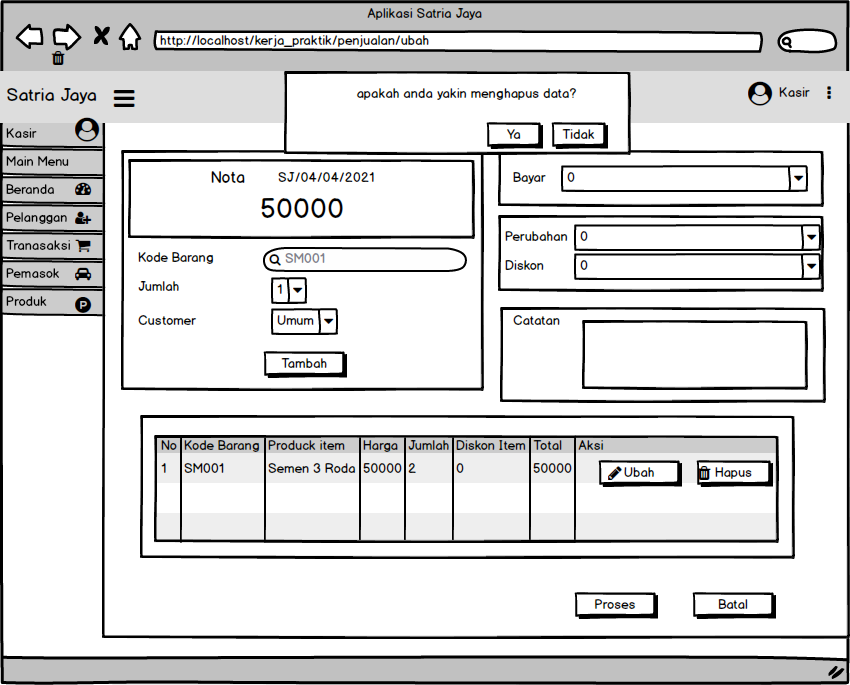 Aplikasi Satria Jaya
http://localhost/kerja_praktik/penjualan/ubah
Satria Jaya
apakah anda yakin menghapus data?
Ya Tidak
Kasir
Kasir
Main Menu
Beranda
Pelanggan
Tranasaksi
Pemasok
Produk
P
Nota SJ/04/04/2021
50000
Kode Barang SM001
Jumlah 1
Customer Umum
Tambah
Bayar 0
Perubahan 0
Diskon 0
Catatan
No Kode Barang Produck item Harga Jumlah Diskon Item Total Aksi
1 SM001 Semen 3 Roda 50000 2 0 50000 Ubah Hapus
Proses Batal